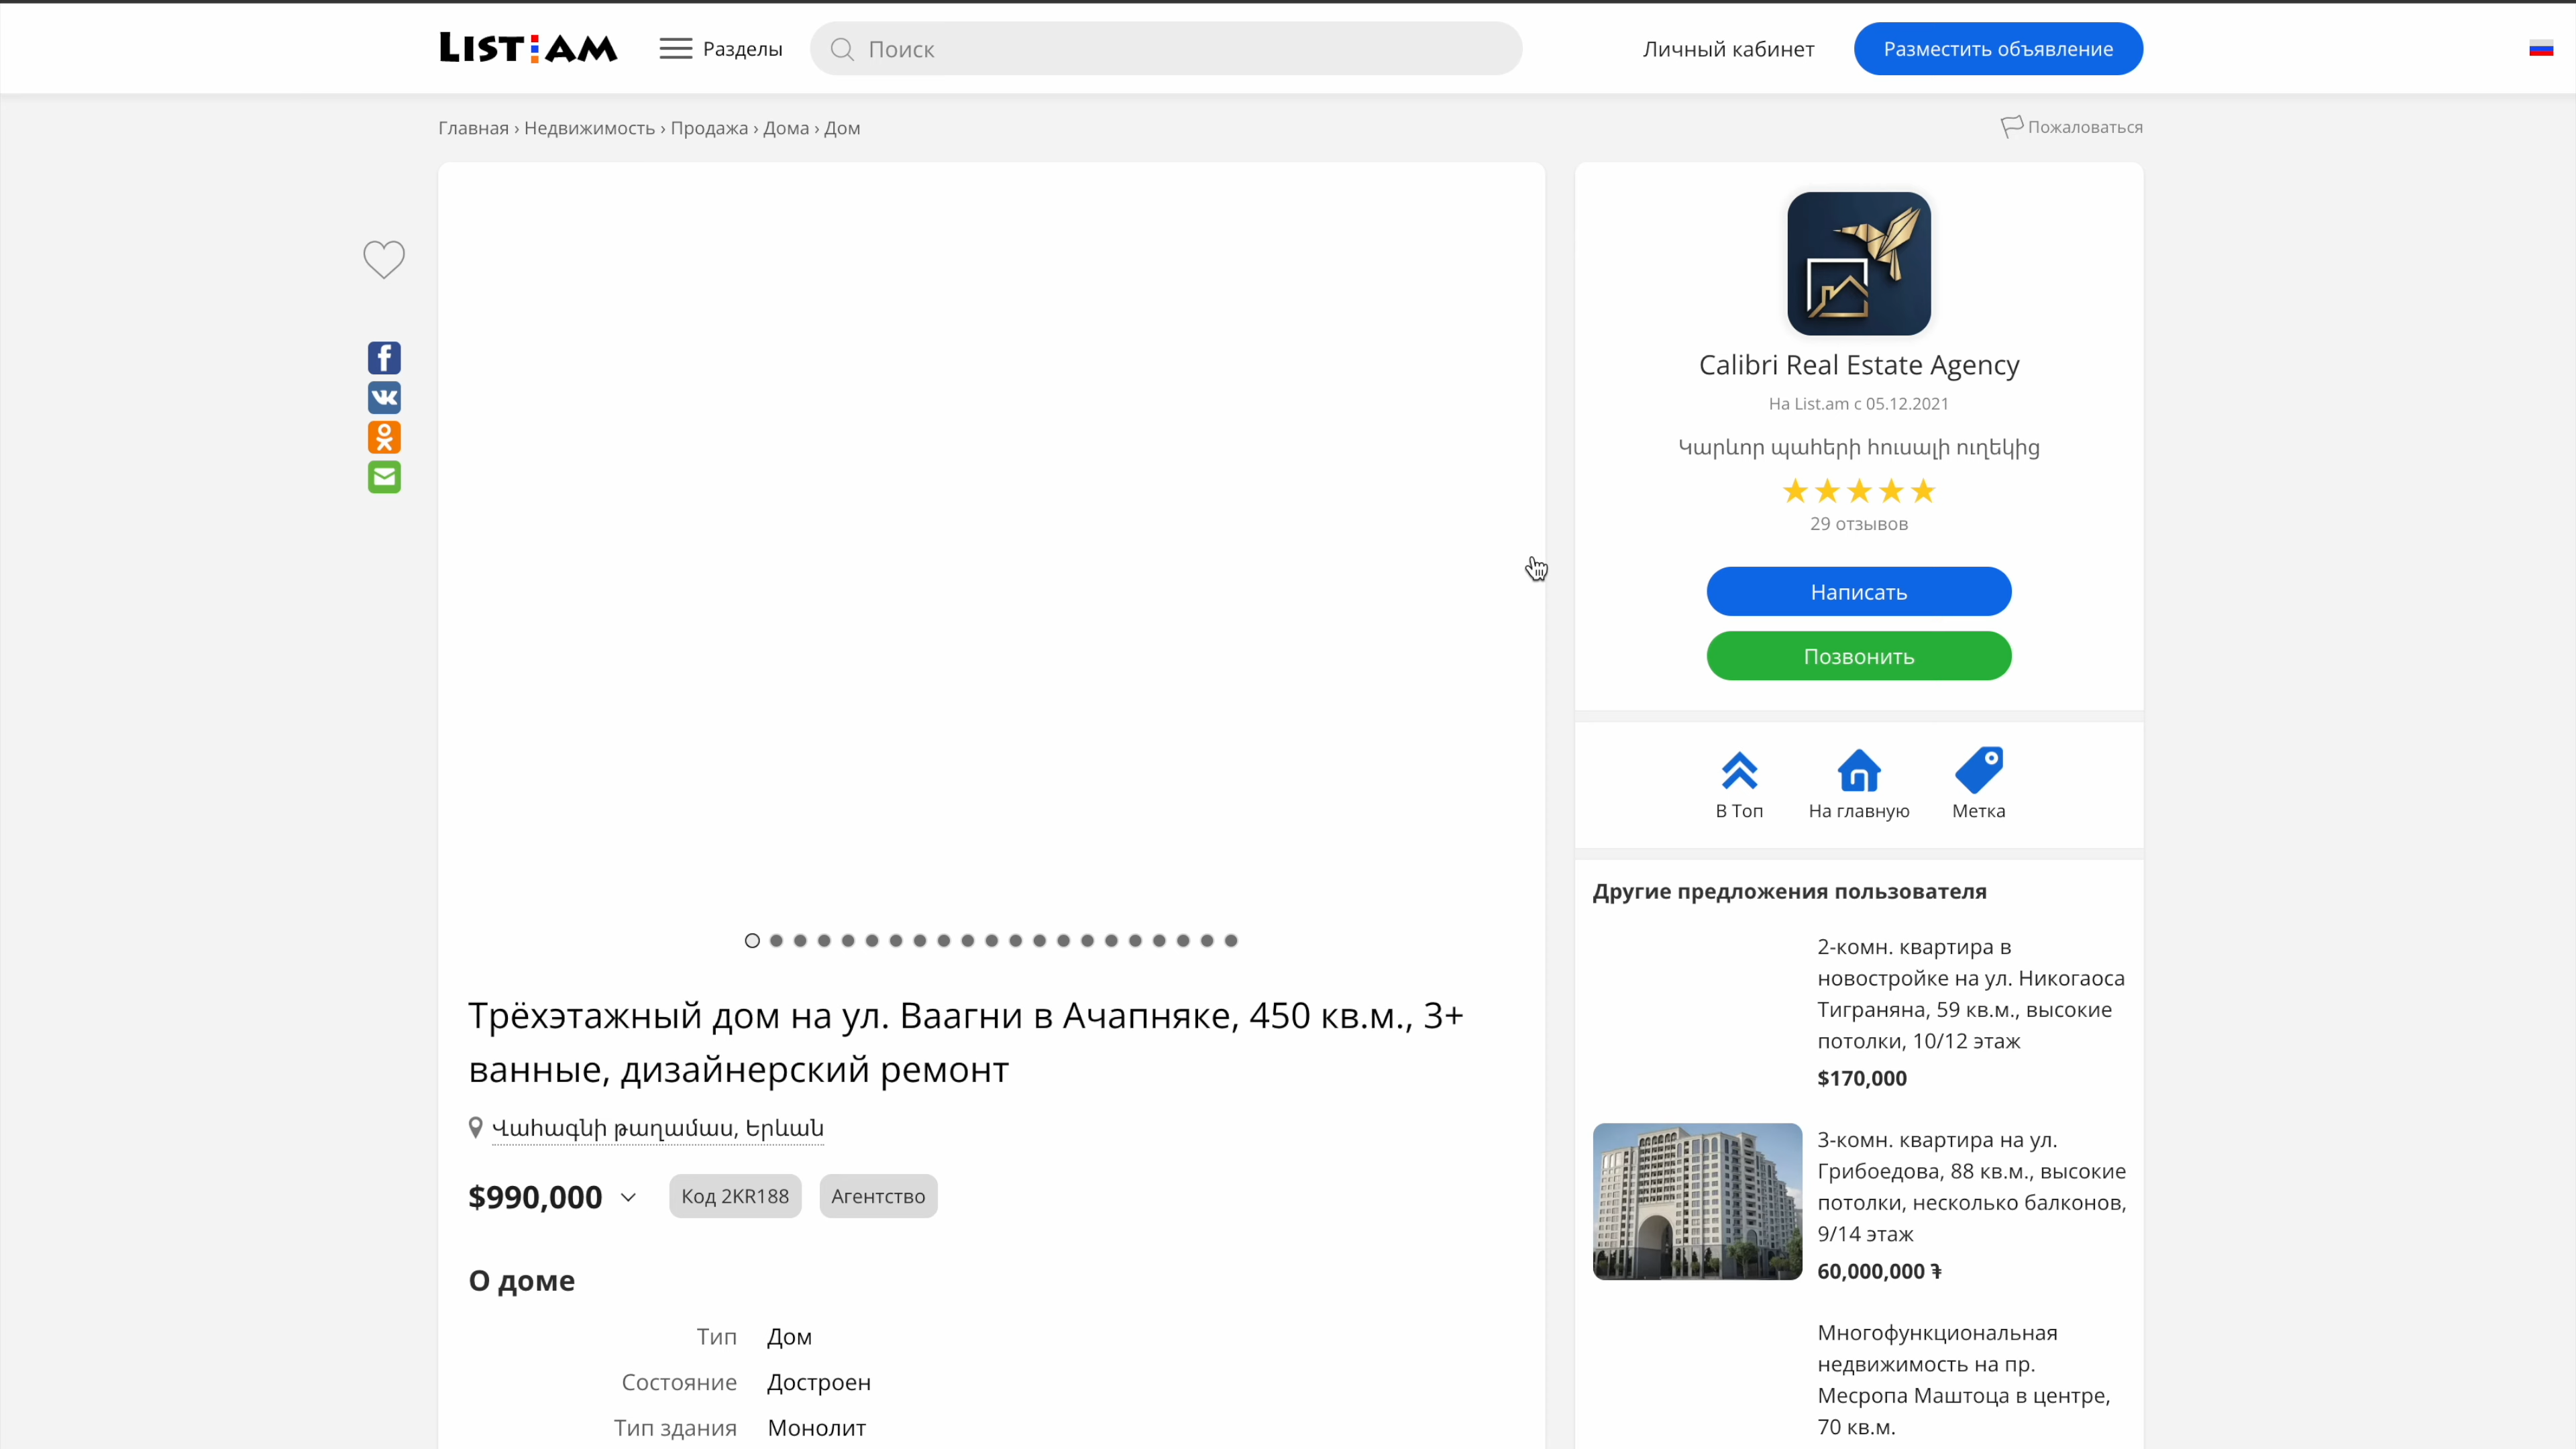 LIST:AM
Разделы
Поиск
Личный кабинет
Разместить объявление
Главная › Недвижимость › Продажа › Дома › Дом
Пожаловаться
Calibri Real Estate Agency
На List.am с 05.12.2021
Կարևոր պահերի հուսալի ուղեկից
29 отзывов
Написать
Позвонить
В Топ
На главную
Метка
Другие предложения пользователя
2-комн. квартира в
новостройке на ул. Никогаоса
Тиграняна, 59 кв.м., высокие
потолки, 10/12 этаж
$170,000
3-комн. квартира на ул.
Грибоедова, 88 кв.м., высокие
потолки, несколько балконов,
9/14 этаж
60,000,000 ֏
Многофункциональная
недвижимость на пр.
Месропа Маштоца в центре,
70 кв.м.
Трёхэтажный дом на ул. Ваагни в Ачапняке, 450 кв.м., 3+
ванные, дизайнерский ремонт
Վահագնի թաղամաս, Երևան
$990,000
Код 2KR188
Агентство
О доме
Тип Дом
Состояние Достроен
Тип здания Монолит